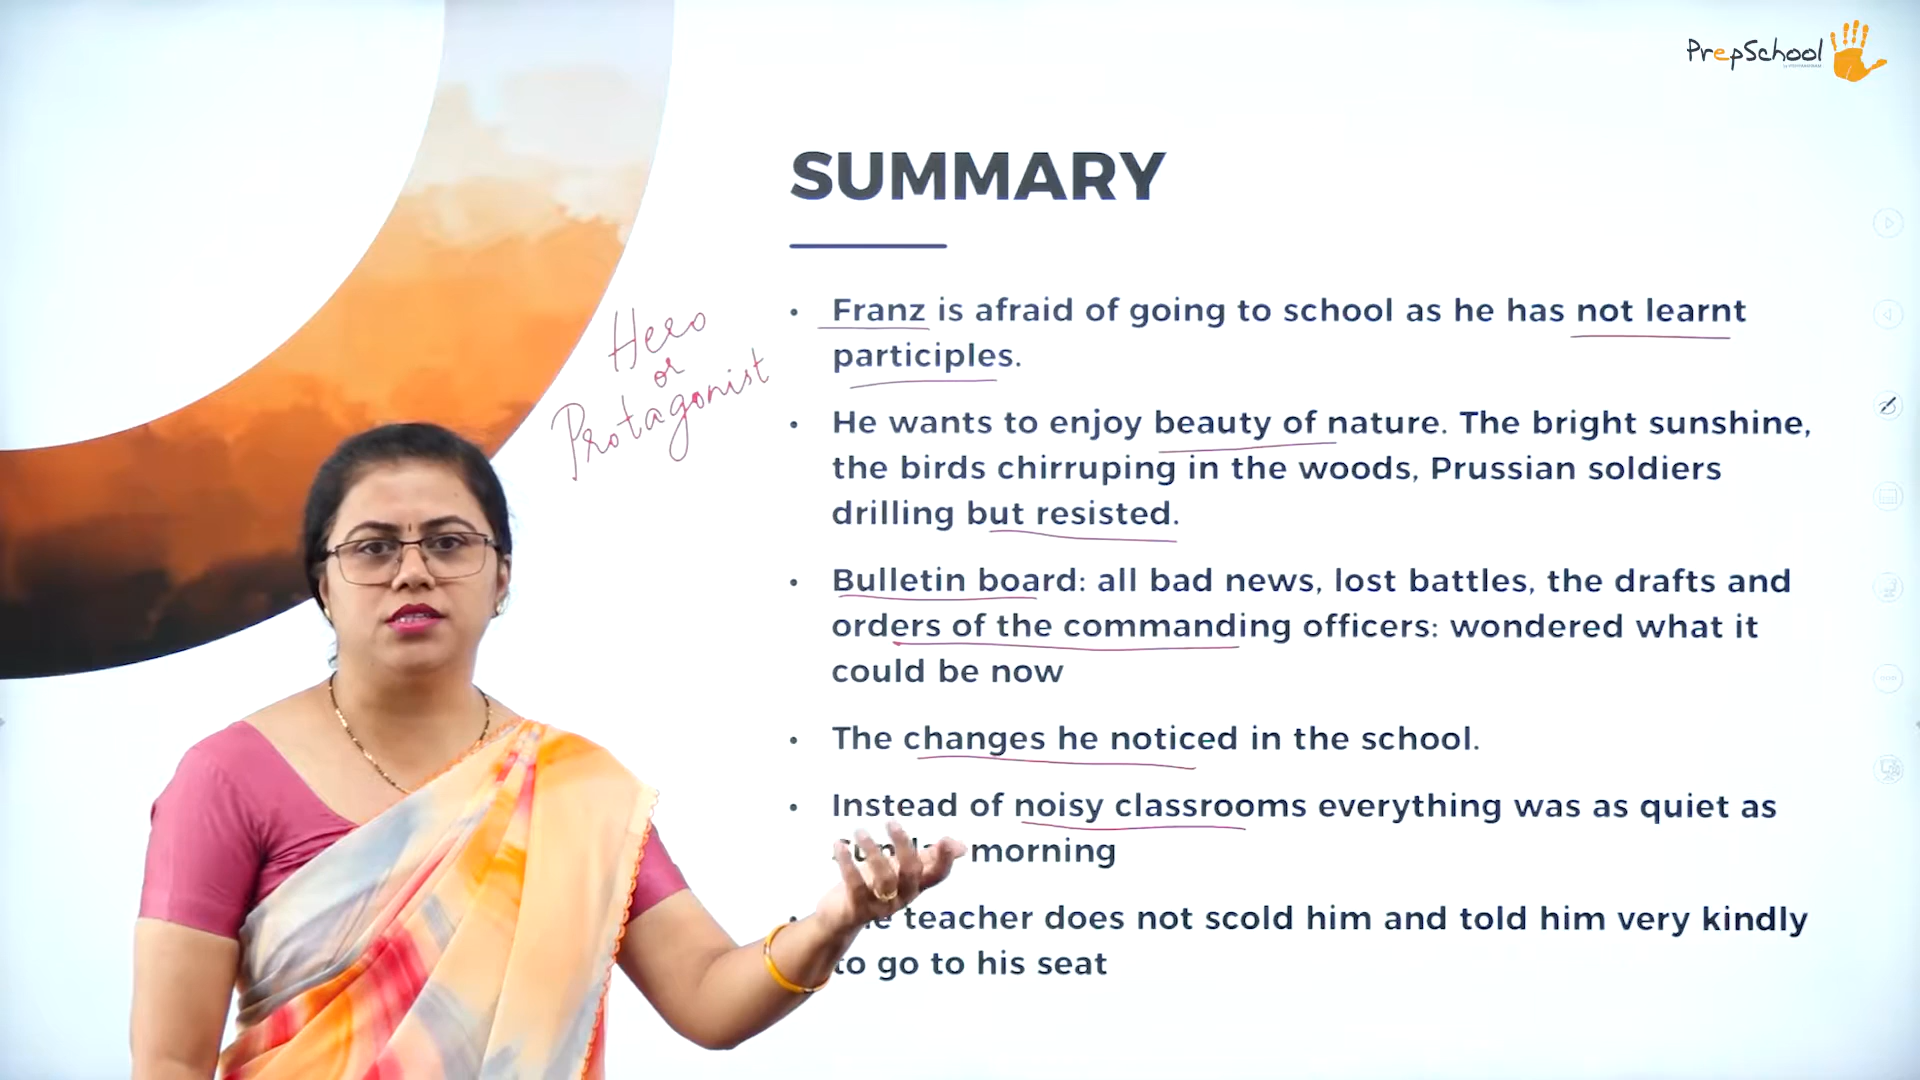 PrepSchool
SUMMARY
Hero
or
Protagonist
• Franz is afraid of going to school as he has not learnt
participles.
• He wants to enjoy beauty of nature. The bright sunshine,
the birds chirruping in the woods, Prussian soldiers
drilling but resisted.
• Bulletin board: all bad news, lost battles, the drafts and
orders of the commanding officers: wondered what it
could be now
• The changes he noticed in the school.
• Instead of noisy classrooms everything was as quiet as
morning
• teacher does not scold him and told him very kindly
to go to his seat